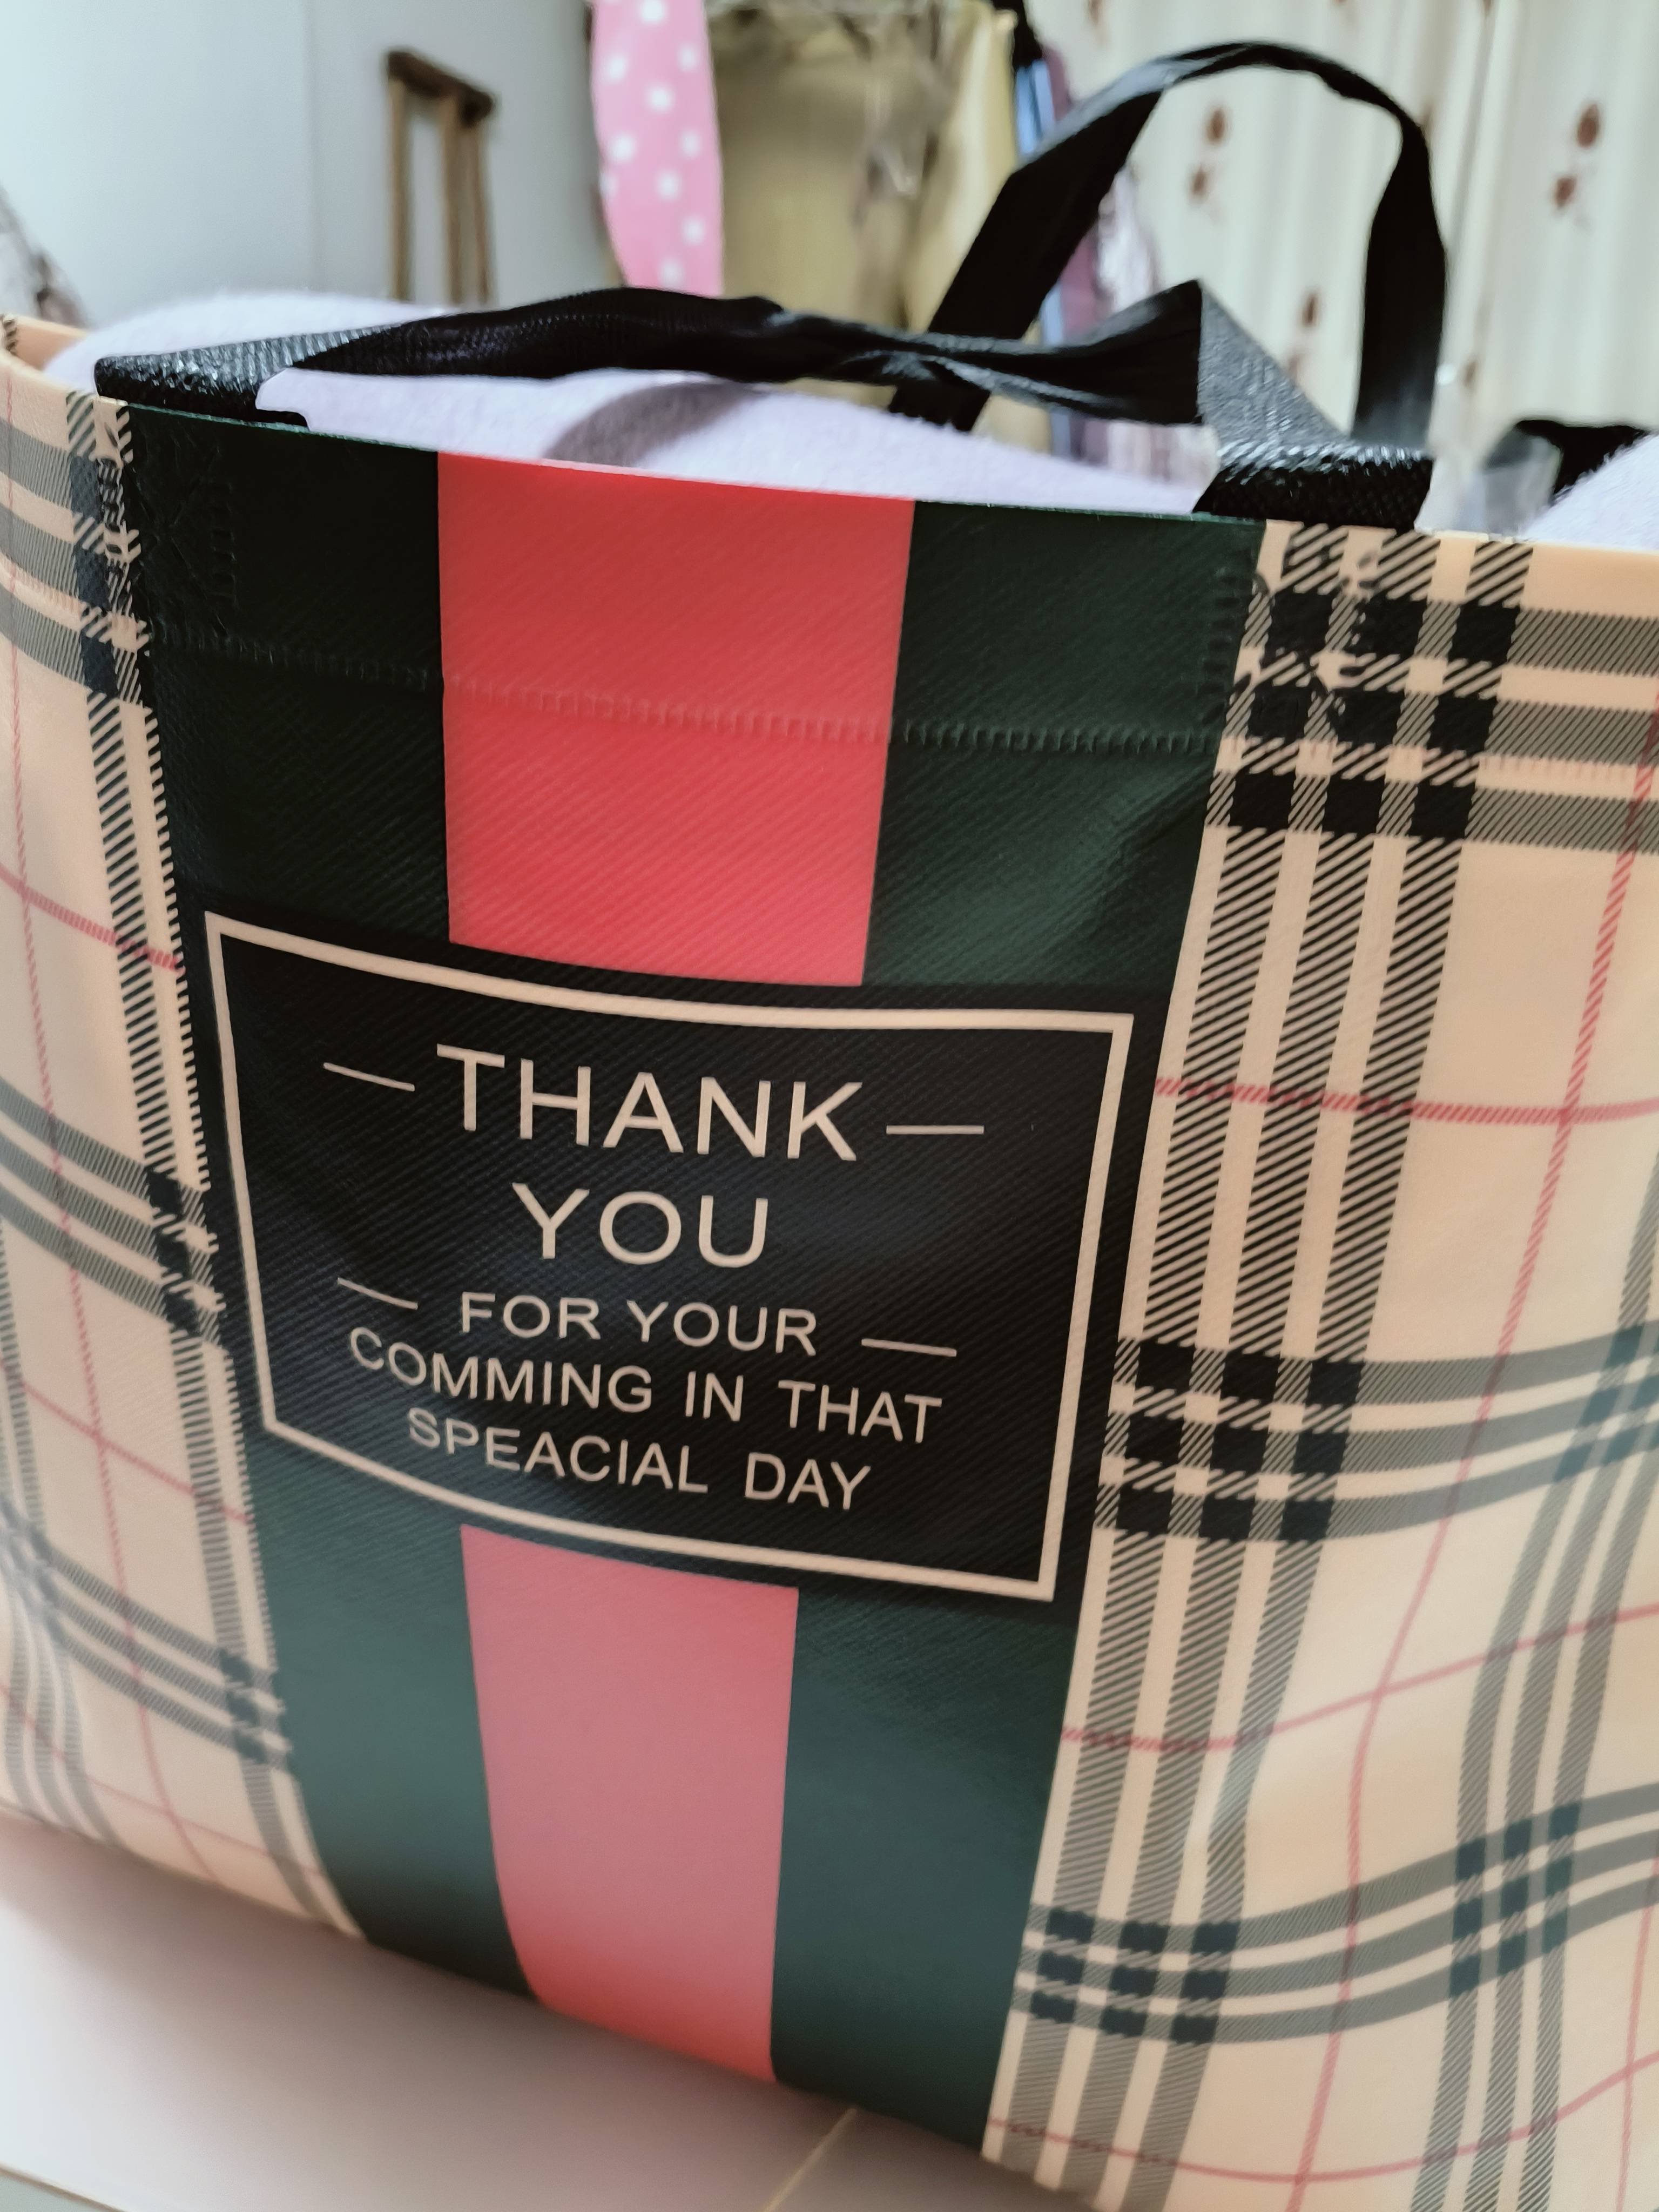 — THANK —
YOU
— FOR YOUR —
COMMING IN THAT
SPEACIAL DAY